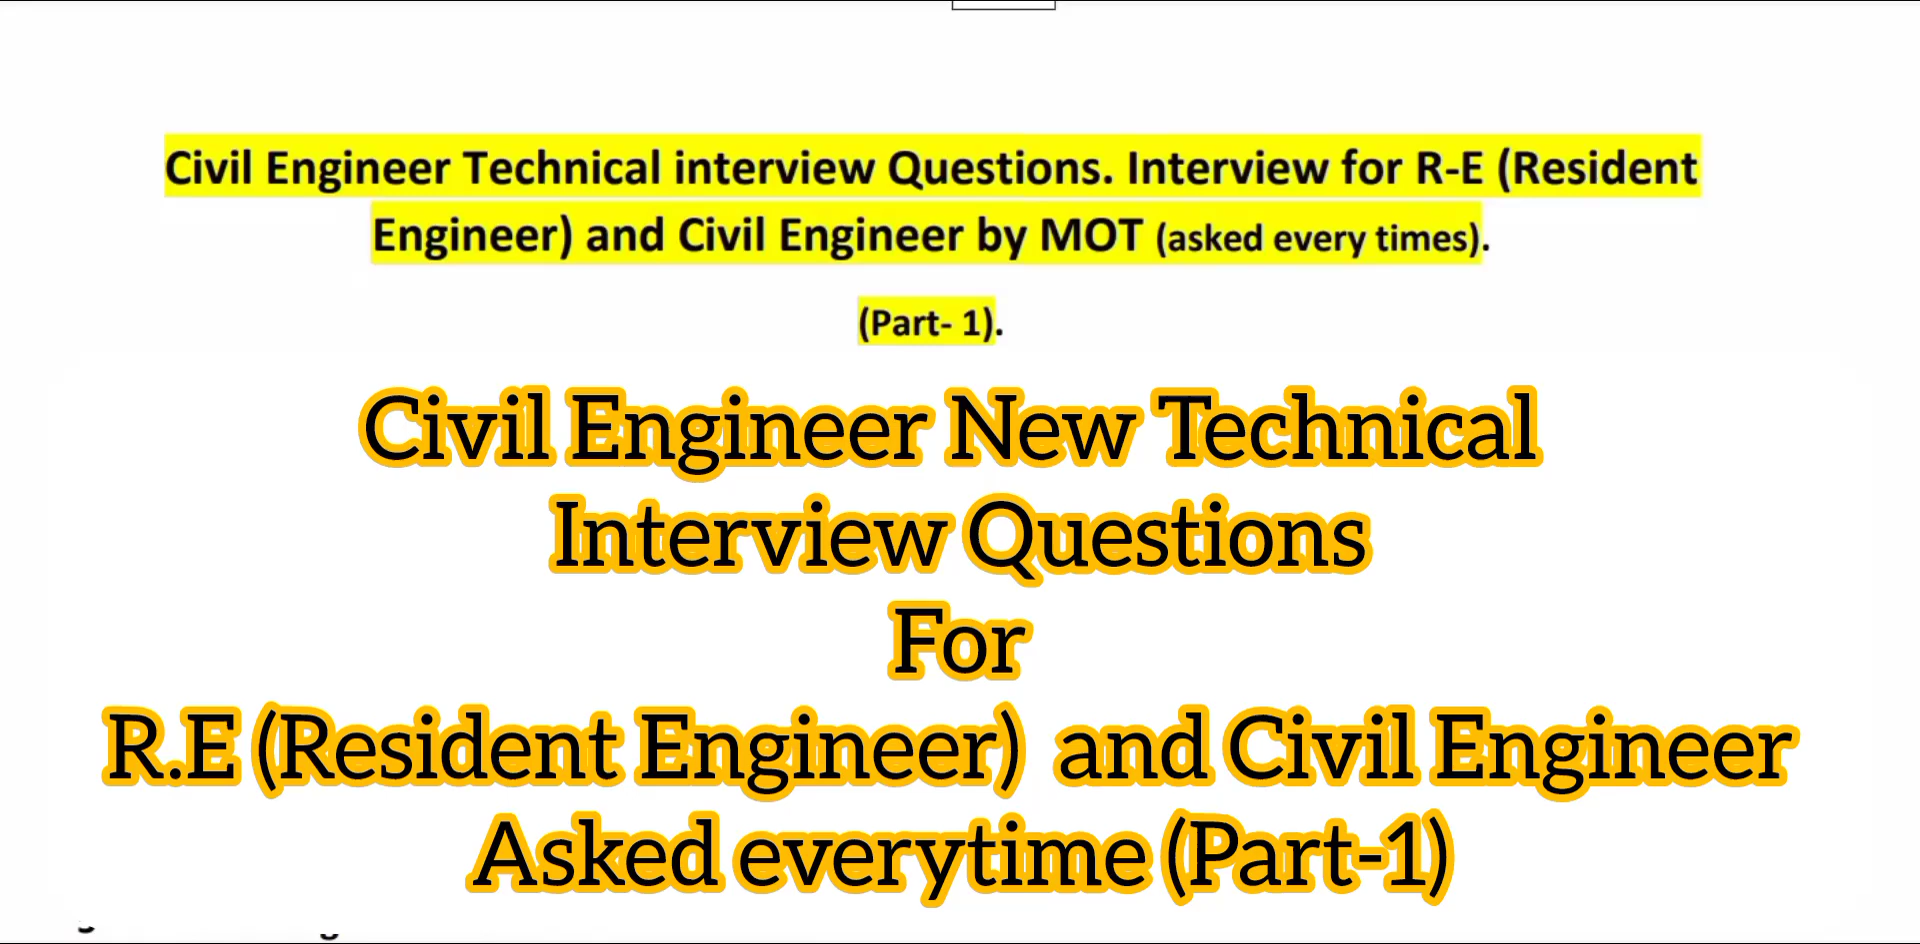 Civil Engineer Technical interview Questions. Interview for R-E (Resident
Engineer) and Civil Engineer by MOT (asked every times).
(Part- 1).
Civil Engineer New Technical
Interview Questions
For
R.E (Resident Engineer) and Civil Engineer
Asked everytime (Part-1)